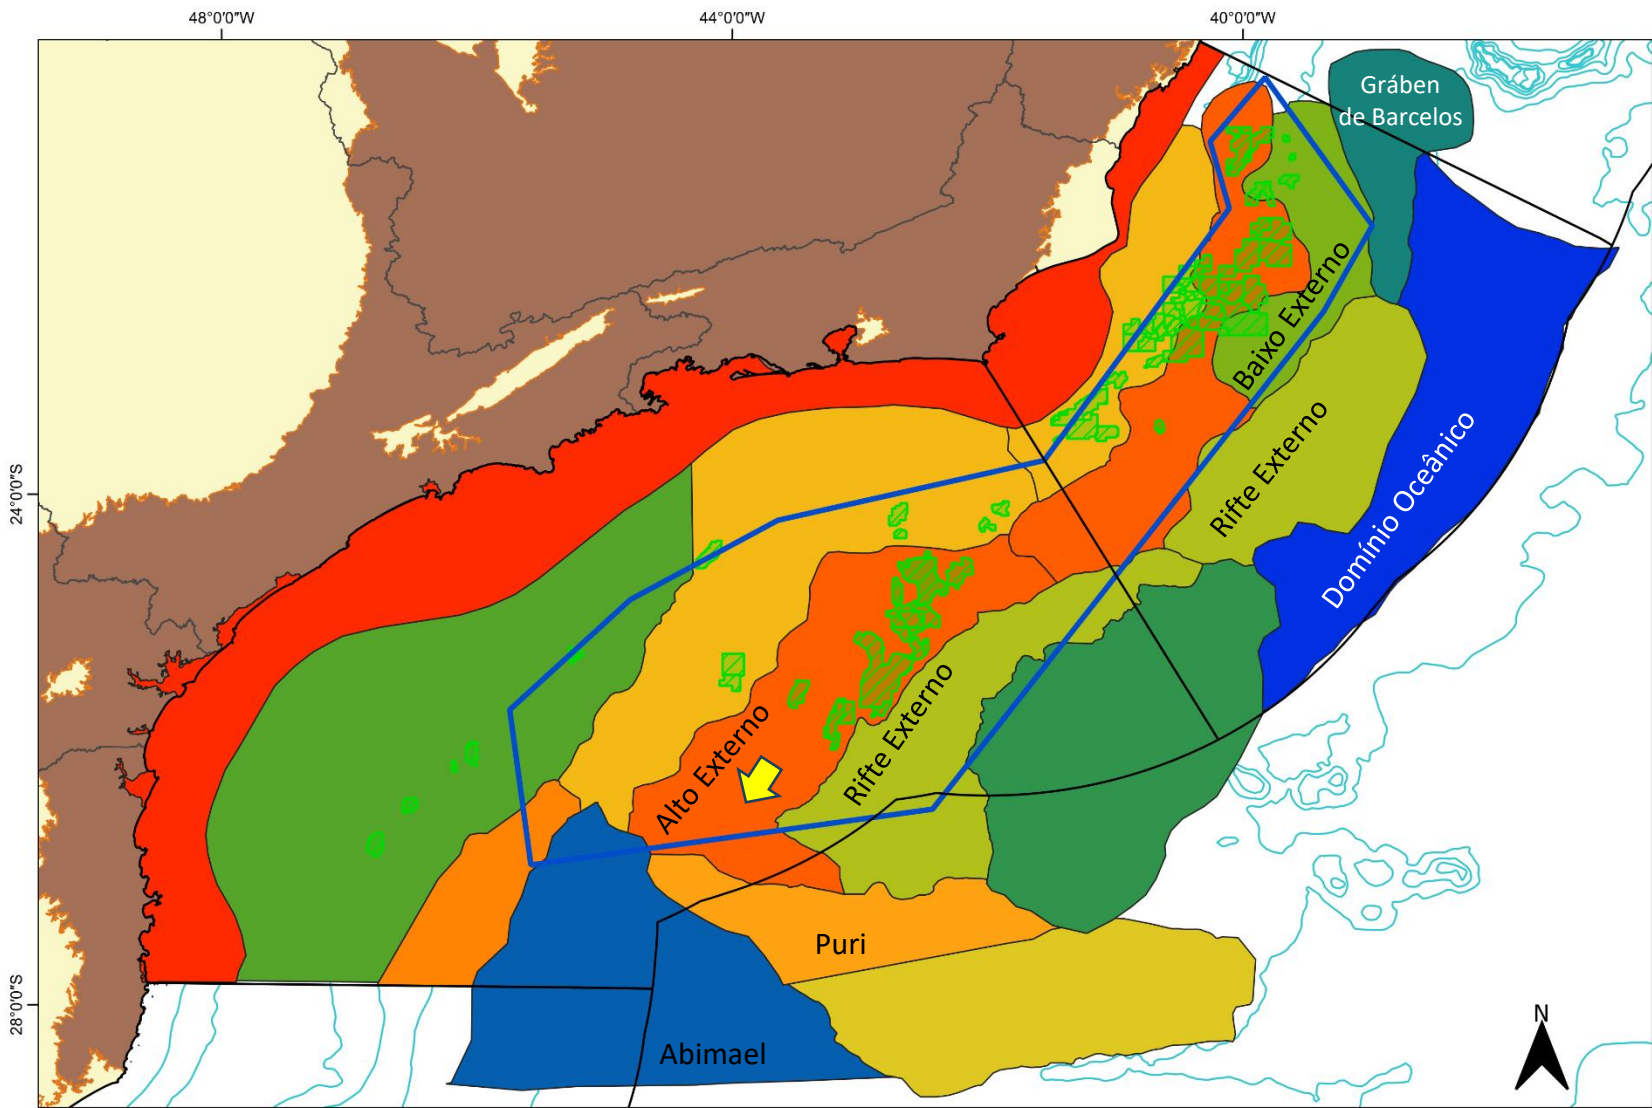 48°0'0"W
44°0'0"W
40°0'0"W
Gráben
de Barcelos
Baixo Externo
24°0'0"S
Rifte Externo
Domínio Oceânico
Alto Externo
Rifte Externo
Puri
28°0'0"S
Abimael
N